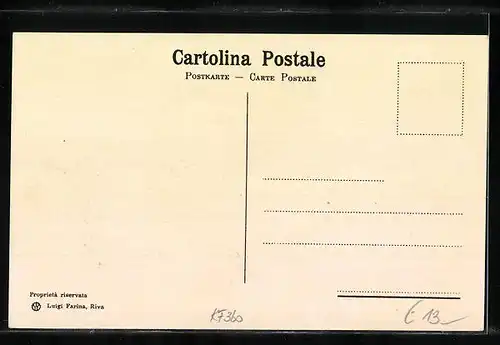 Cartolina Postale
Postkarte — Carte Postale
Proprietà riservata
Luigi Farina, Riva
KF360
€ 13.—